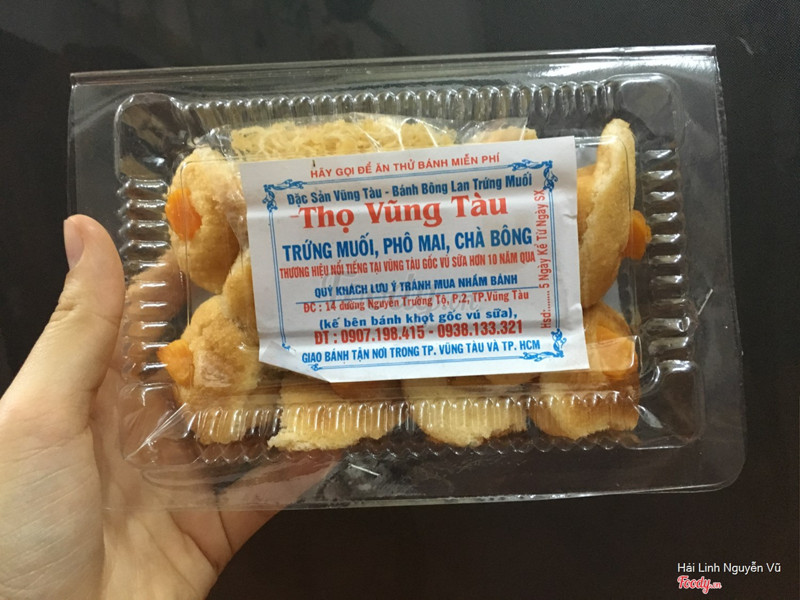 HÃY GỌI ĐỂ ĂN THỬ BÁNH MIỄN PHÍ
Đặc Sản Vũng Tàu - Bánh Bông Lan Trứng Muối
Thọ Vũng Tàu
TRỨNG MUỐI, PHÔ MAI, CHÀ BÔNG
THƯƠNG HIỆU NỔI TIẾNG TẠI VŨNG TÀU GỐC VÚ SỮA HƠN 10 NĂM QUA
QUÝ KHÁCH LƯU Ý TRÁNH MUA NHẦM BÁNH
ĐC : 14 đường Nguyễn Trường Tộ, P.2, TP.Vũng Tàu
(kế bên bánh khọt gốc vú sữa),
ĐT : 0907.198.415 - 0938.133.321
GIAO BÁNH TẬN NƠI TRONG TP. VŨNG TÀU VÀ TP. HCM
Hsd: ...... 5 Ngày Kể Từ Ngày SX
Hải Linh Nguyễn Vũ
Foody.vn